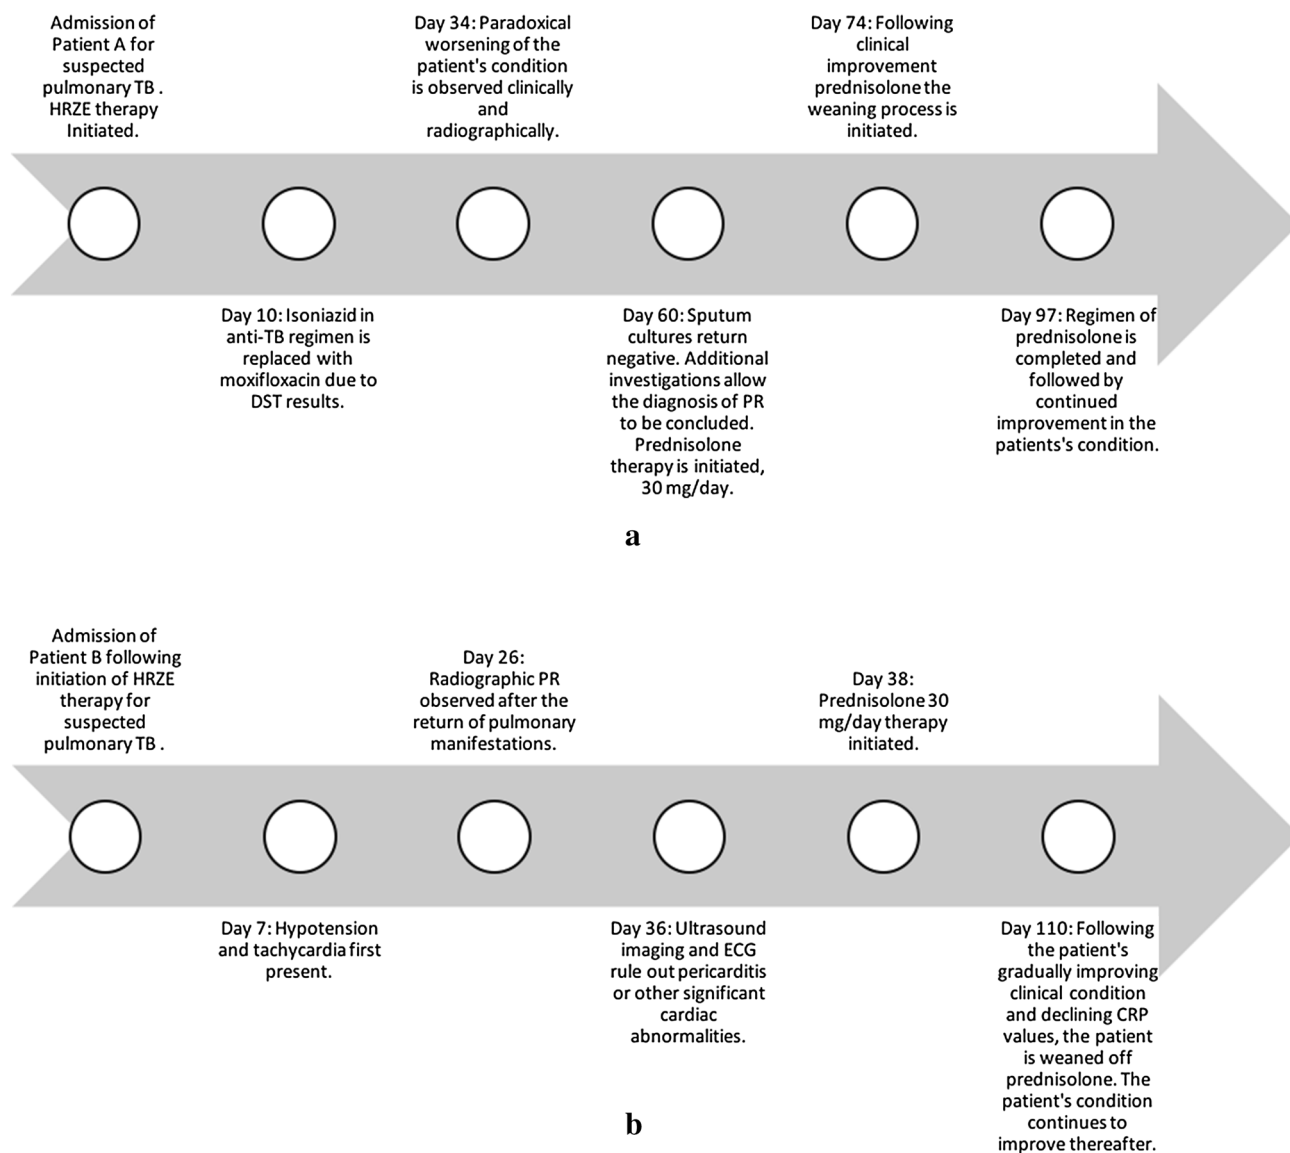 Admission of
Patient A for
suspected
pulmonary TB .
HRZE therapy
Initiated.
Day 10: Isoniazid in
anti-TB regimen is
replaced with
moxifloxacin due to
DST results.
Day 34: Paradoxical
worsening of the
patient's condition
is observed clinically
and
radiographically.
Day 60: Sputum
cultures return
negative. Additional
investigations allow
the diagnosis of PR
to be concluded.
Prednisolone
therapy is initiated,
30 mg/day.
Day 74: Following
clinical
improvement
prednisolone the
weaning process is
initiated.
Day 97: Regimen of
prednisolone is
completed and
followed by
continued
improvement in the
patients's condition.
a
Admission of
Patient B following
initiation of HRZE
therapy for
suspected
pulmonary TB .
Day 7: Hypotension
and tachycardia first
present.
Day 26:
Radiographic PR
observed after the
return of pulmonary
manifestations.
Day 36: Ultrasound
imaging and ECG
rule out pericarditis
or other significant
cardiac
abnormalities.
Day 38:
Prednisolone 30
mg/day therapy
initiated.
Day 110: Following
the patient's
gradually improving
clinical condition
and declining CRP
values, the patient
is weaned off
prednisolone. The
patient's condition
continues to
improve thereafter.
b